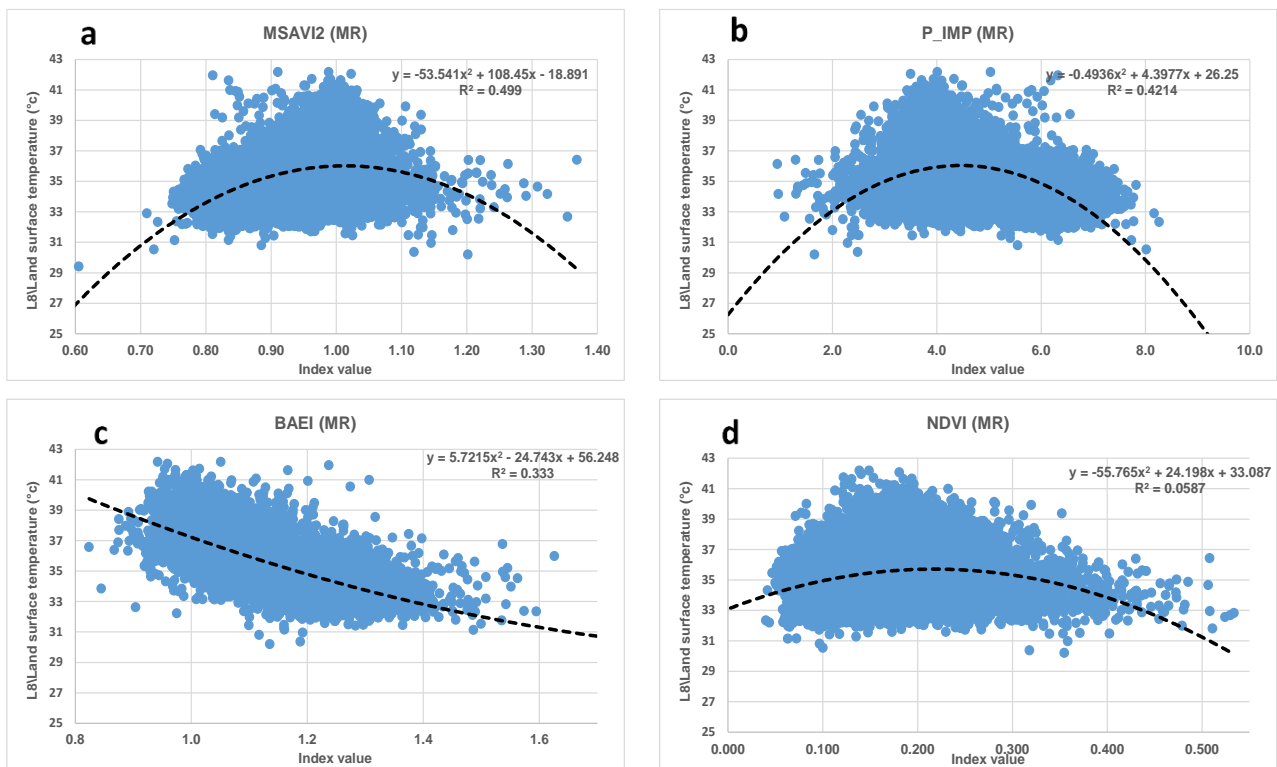 a
MSAVI2 (MR)
y = -53.541x² + 108.45x - 18.891
R² = 0.499
L8\Land surface temperature (°c)
43
41
39
37
35
33
31
29
27
25
0.60 0.70 0.80 0.90 1.00 1.10 1.20 1.30 1.40
Index value
b
P_IMP (MR)
y = -0.4936x² + 4.3977x + 26.25
R² = 0.4214
L8\Land surface temperature (°c)
43
41
39
37
35
33
31
29
27
25
0.0 2.0 4.0 6.0 8.0 10.0
Index value
c
BAEI (MR)
y = 5.7215x² - 24.743x + 56.248
R² = 0.333
L8\Land surface temperature (°c)
43
41
39
37
35
33
31
29
27
25
0.8 1.0 1.2 1.4 1.6
Index value
d
NDVI (MR)
y = -55.765x² + 24.198x + 33.087
R² = 0.0587
L8\Land surface temperature (°c)
43
41
39
37
35
33
31
29
27
25
0.000 0.100 0.200 0.300 0.400 0.500
Index value